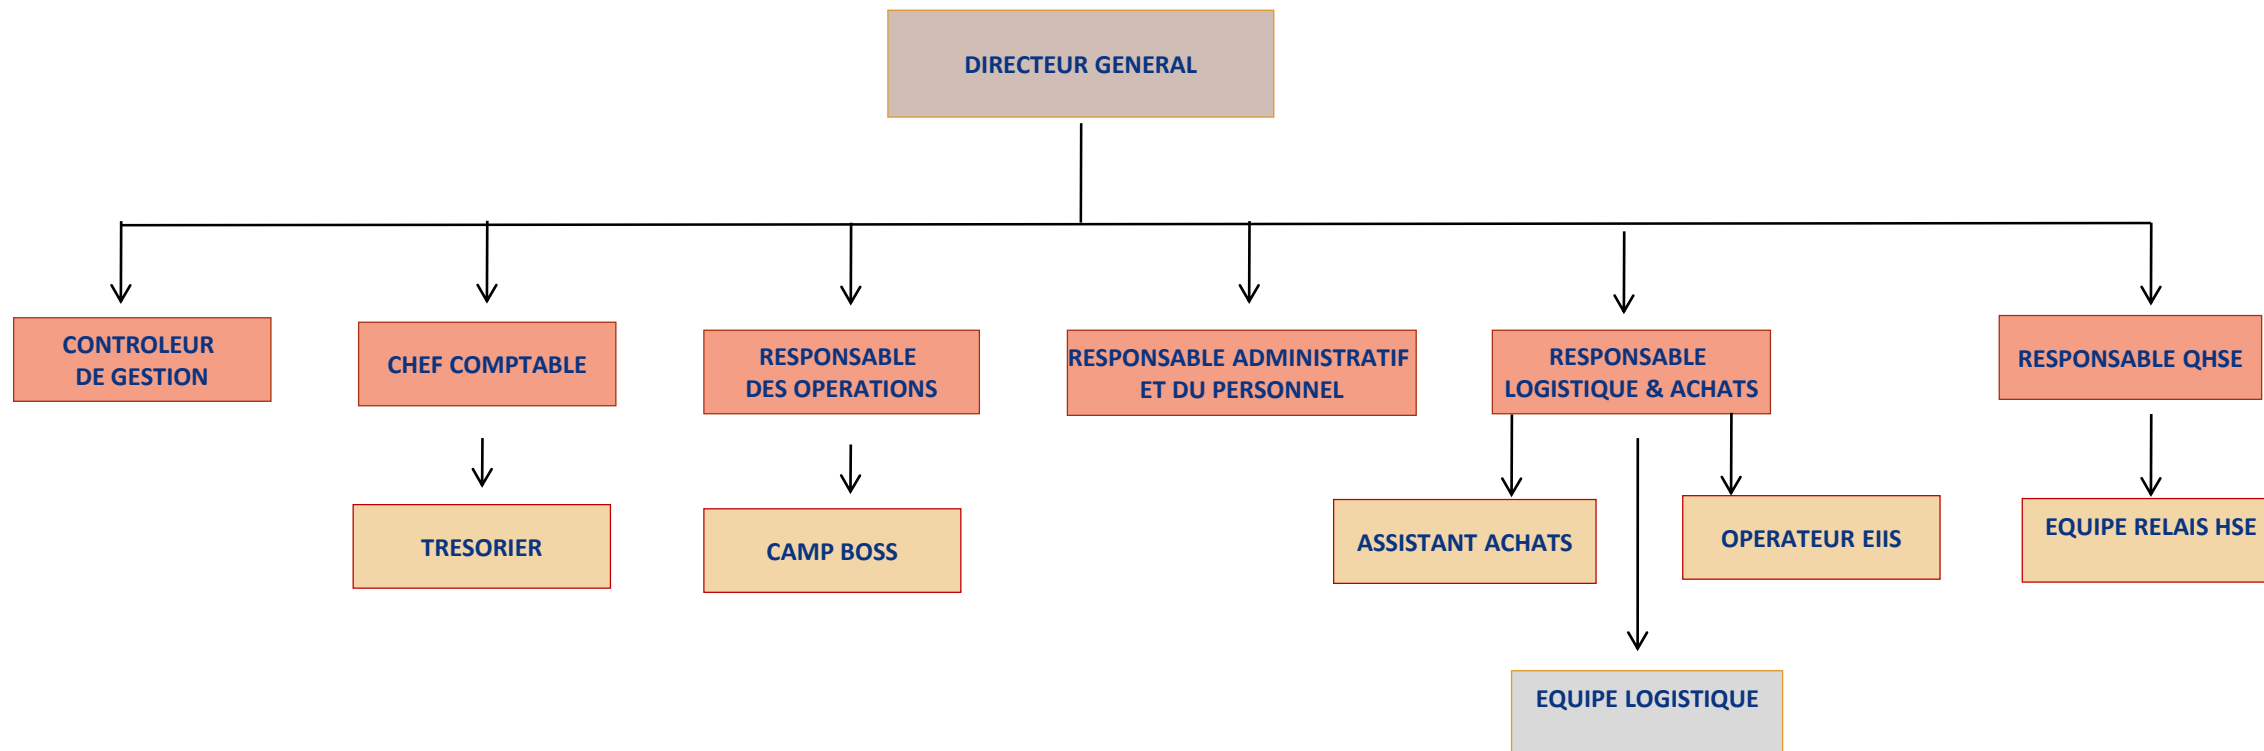 DIRECTEUR GENERAL
CONTROLEUR
DE GESTION
CHEF COMPTABLE
RESPONSABLE
DES OPERATIONS
RESPONSABLE ADMINISTRATIF
ET DU PERSONNEL
RESPONSABLE
LOGISTIQUE & ACHATS
RESPONSABLE QHSE
TRESORIER
CAMP BOSS
ASSISTANT ACHATS
OPERATEUR EIIS
EQUIPE RELAIS HSE
EQUIPE LOGISTIQUE